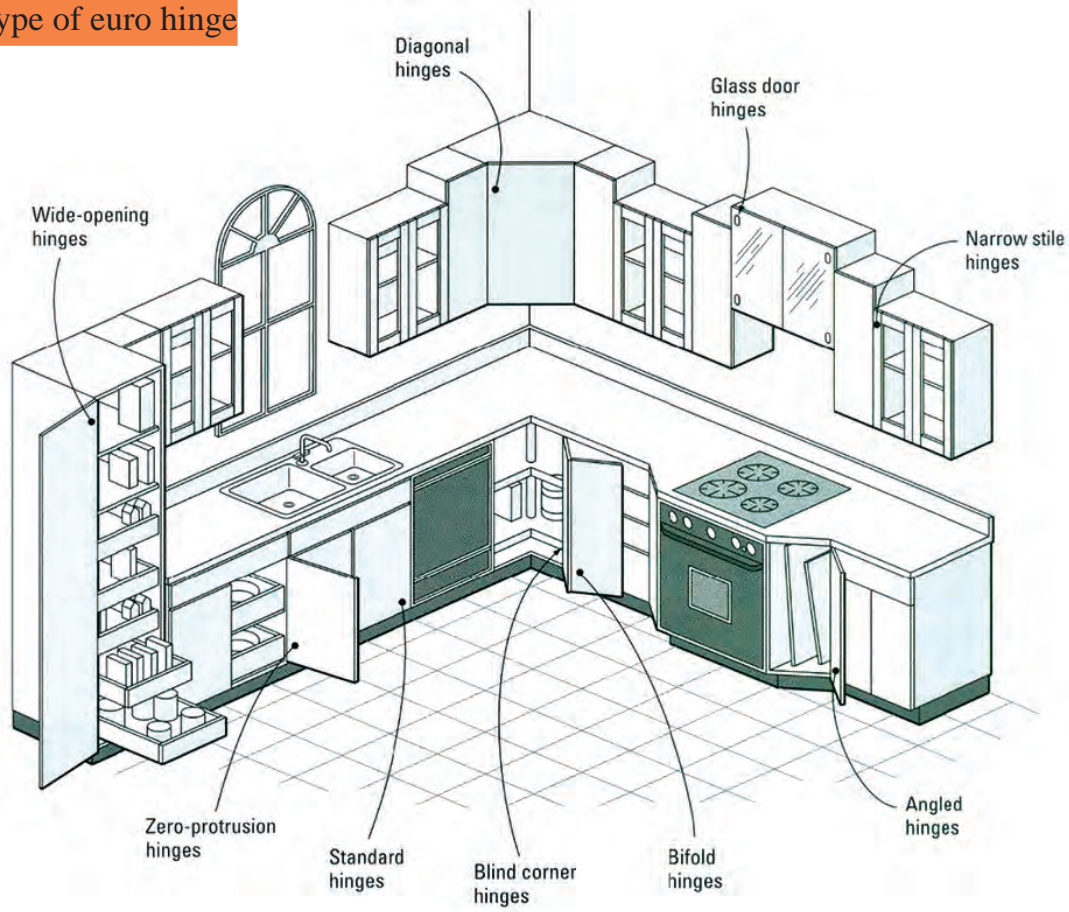 ype of euro hinge
Diagonal
hinges
Glass door
hinges
Wide-opening
hinges
Narrow stile
hinges
Zero-protrusion
hinges
Standard
hinges
Blind corner
hinges
Bifold
hinges
Angled
hinges